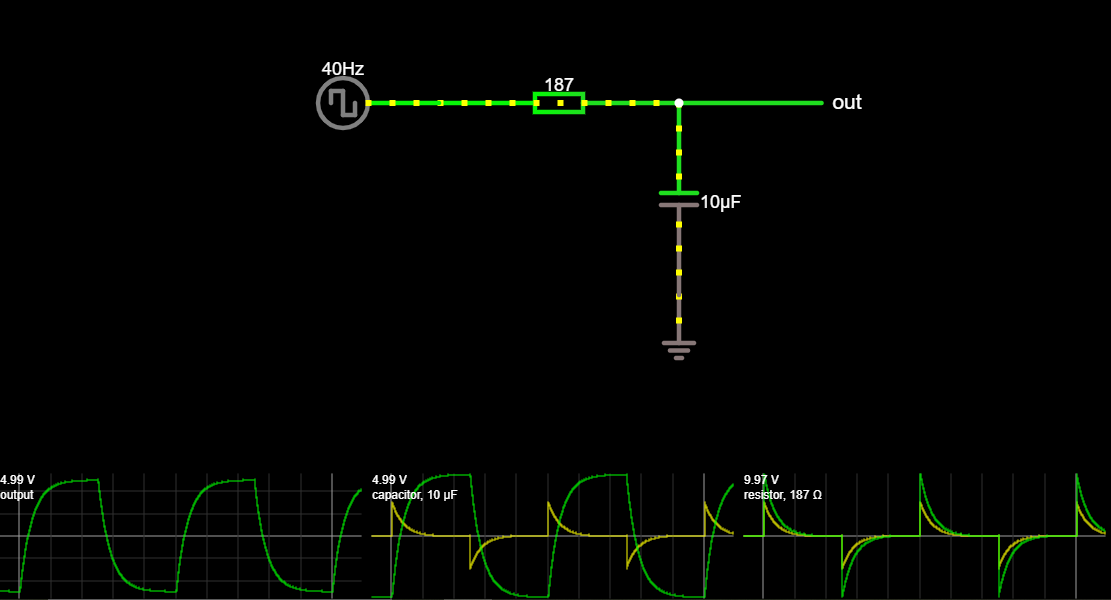 40Hz
187
out
10μF
4.99 V
output
4.99 V
capacitor, 10 μF
9.97 V
resistor, 187 Ω